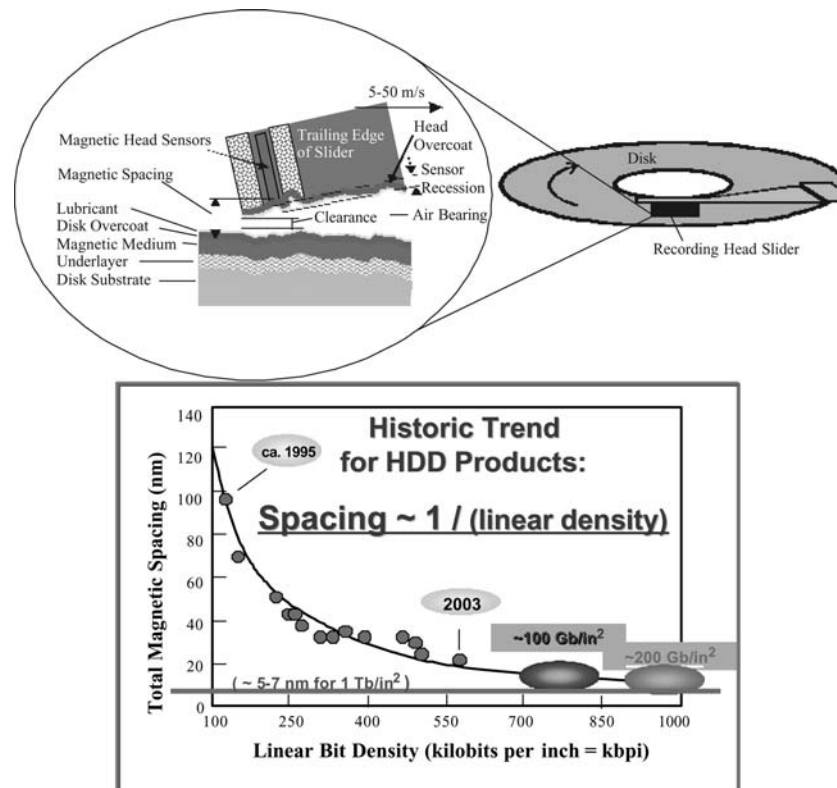 5-50 m/s
Magnetic Head Sensors
Trailing Edge
of Slider
Head
Overcoat
Sensor
Recession
Magnetic Spacing
Clearance
Air Bearing
Lubricant
Disk Overcoat
Magnetic Medium
Underlayer
Disk Substrate
Disk
Recording Head Slider
Historic Trend
for HDD Products:
Spacing ~ 1 / (linear density)
ca. 1995
2003
~100 Gb/in²
~200 Gb/in²
( ~ 5-7 nm for 1 Tb/in² )
Total Magnetic Spacing (nm)
140
120
100
80
60
40
20
0
100
250
400
550
700
850
1000
Linear Bit Density (kilobits per inch = kbpi)